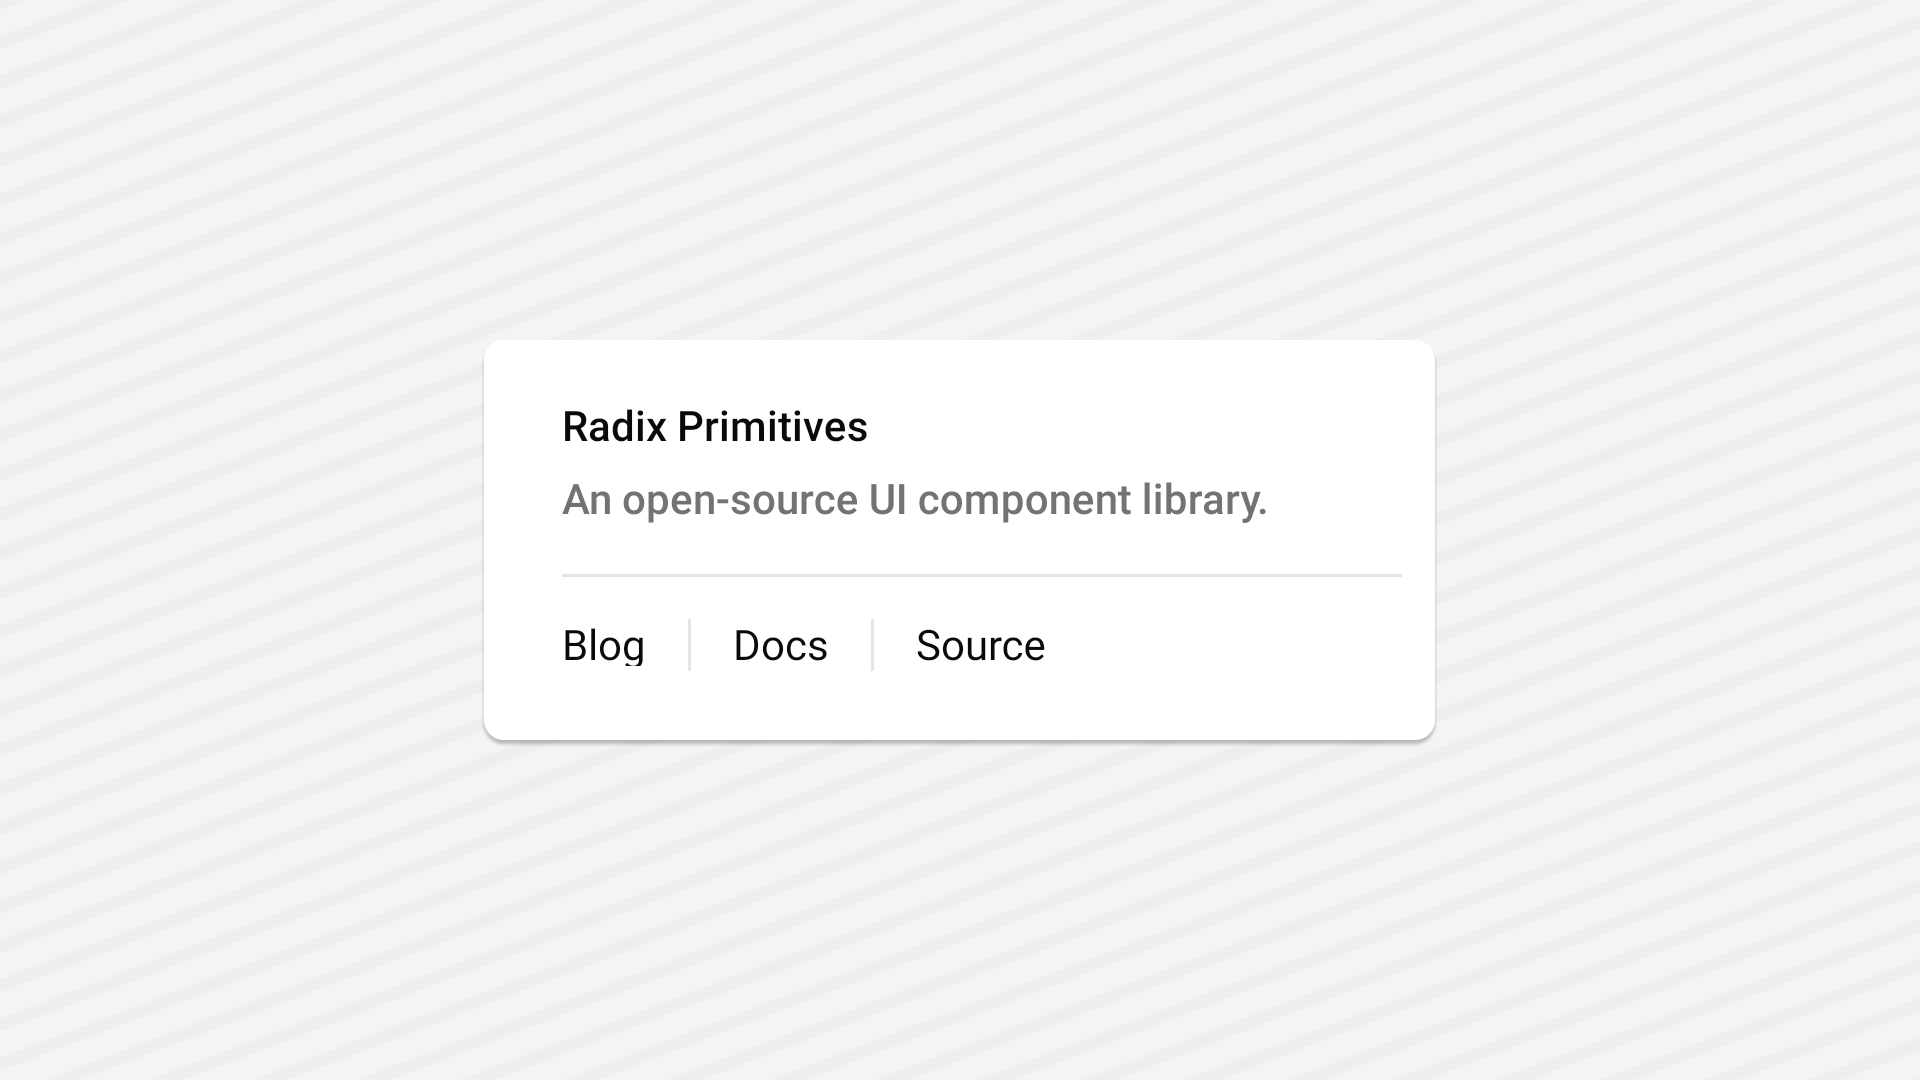 Radix Primitives
An open-source UI component library.
Blog
Docs
Source